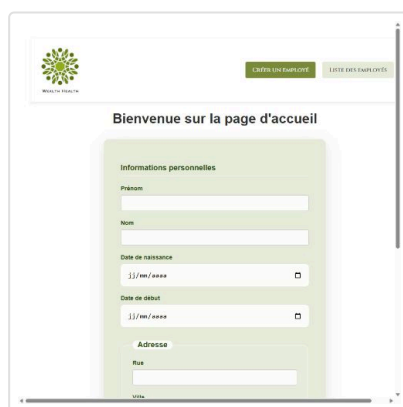 WEALTH HEALTH
CRÉER UN EMPLOYÉ
LISTE DES EMPLOYÉS
Bienvenue sur la page d'accueil
Informations personnelles
Prénom
Nom
Date de naissance
jj/mm/aaaa
Date de début
jj/mm/aaaa
Adresse
Rue
Ville